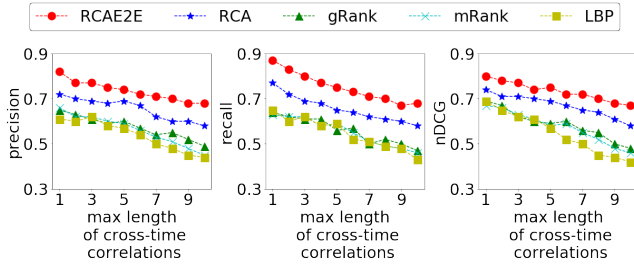 RCAE2E RCA gRank mRank LBP
0.9
0.7
0.5
0.3
precision
1 3 5 7 9
max length
of cross-time
correlations
0.9
0.7
0.5
0.3
recall
1 3 5 7 9
max length
of cross-time
correlations
0.9
0.7
0.5
0.3
nDCG
1 3 5 7 9
max length
of cross-time
correlations